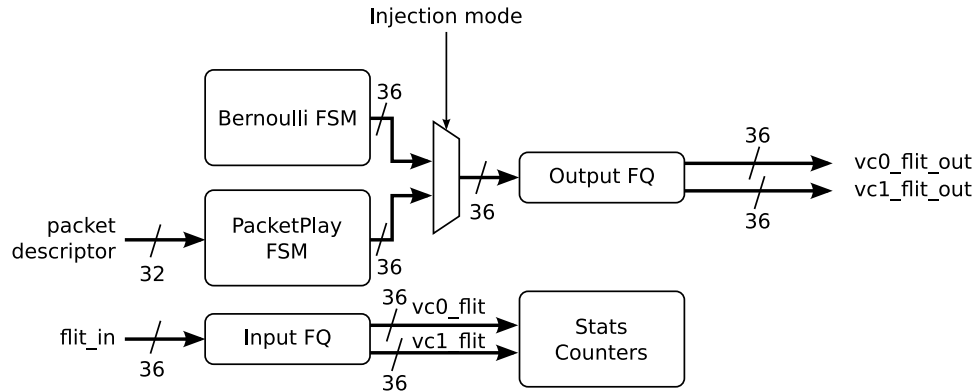 Injection mode
Bernoulli FSM
36
36
Output FQ
vc0_flit_out
36
vc1_flit_out
36
packet
descriptor
32
PacketPlay
FSM
36
flit_in
36
Input FQ
36
vc0_flit
vc1_flit
36
Stats
Counters